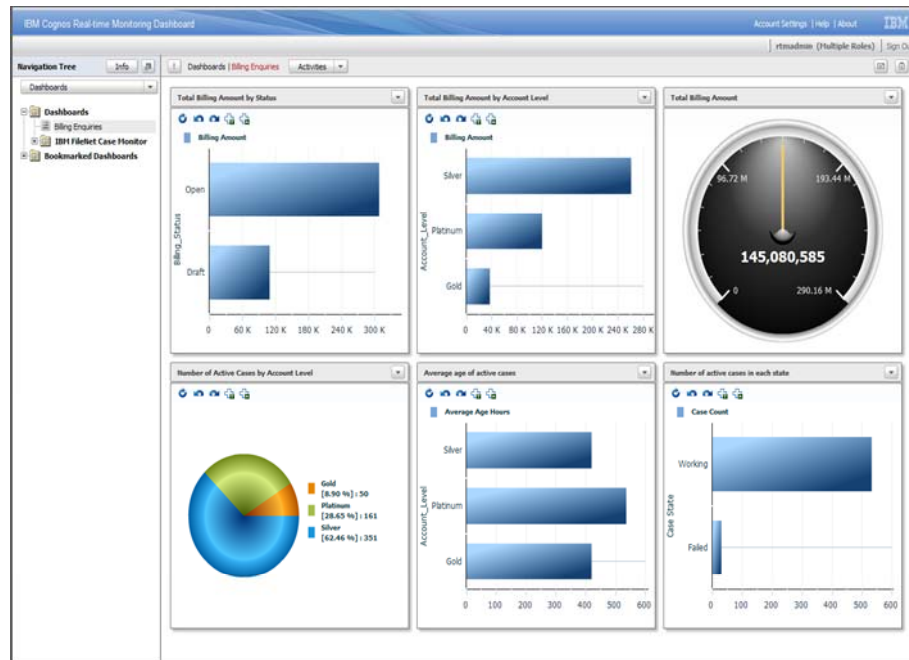 IBM Cognos Real-time Monitoring Dashboard
Account Settings | Help | About
IBM
rtmadmin (Multiple Roles)
Sign Ou
Navigation Tree
Info
Dashboards | Billing Enquiries
Activities
Dashboards
Dashboards
Billing Enquiries
IBM FileNet Case Monitor
Bookmarked Dashboards
Total Billing Amount by Status
Billing Amount
Billing_Status
Open
Draft
0 60 K 120 K 180 K 240 K 300 K
Total Billing Amount by Account Level
Billing Amount
Account_Level
Silver
Platinum
Gold
0 40 K 80 K 120 K 160 K 200 K 240 K 280 K
Total Billing Amount
96.72 M
193.44 M
145,080,585
0
290.16 M
Number of Active Cases by Account Level
Gold
[8.90 %] : 50
Platinum
[28.65 %] : 161
Silver
[62.46 %] : 351
Average age of active cases
Average Age Hours
Account_Level
Silver
Platinum
Gold
0 100 200 300 400 500 600
Number of active cases in each state
Case Count
Case State
Working
Failed
0 100 200 300 400 500 600